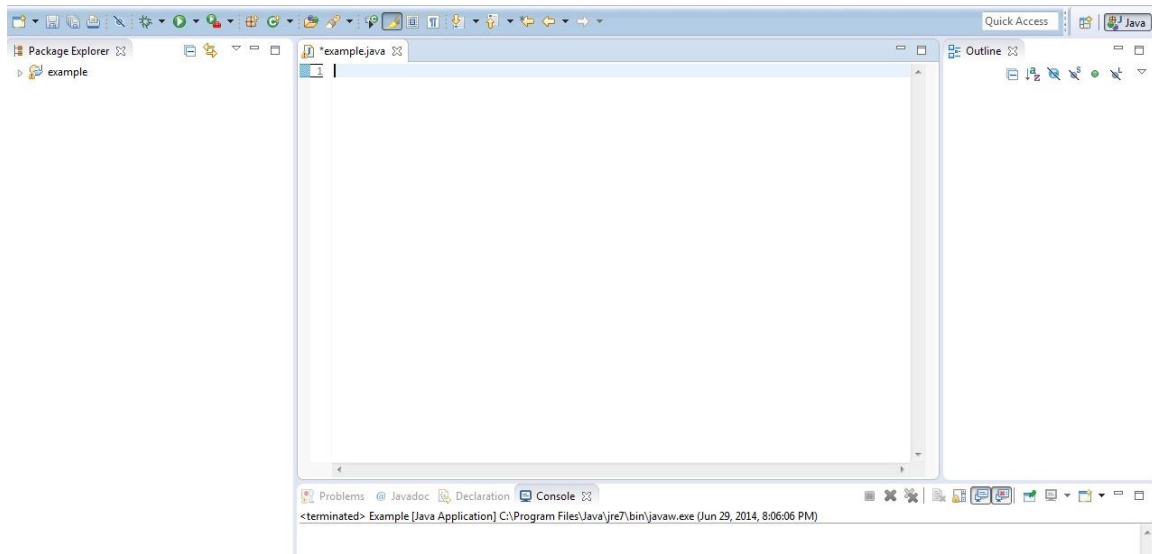 Quick Access
Java
Package Explorer
*example.java
Outline
example
1
Problems @ Javadoc Declaration Console
<terminated> Example [Java Application] C:\Program Files\Java\jre7\bin\javaw.exe (Jun 29, 2014, 8:06:06 PM)